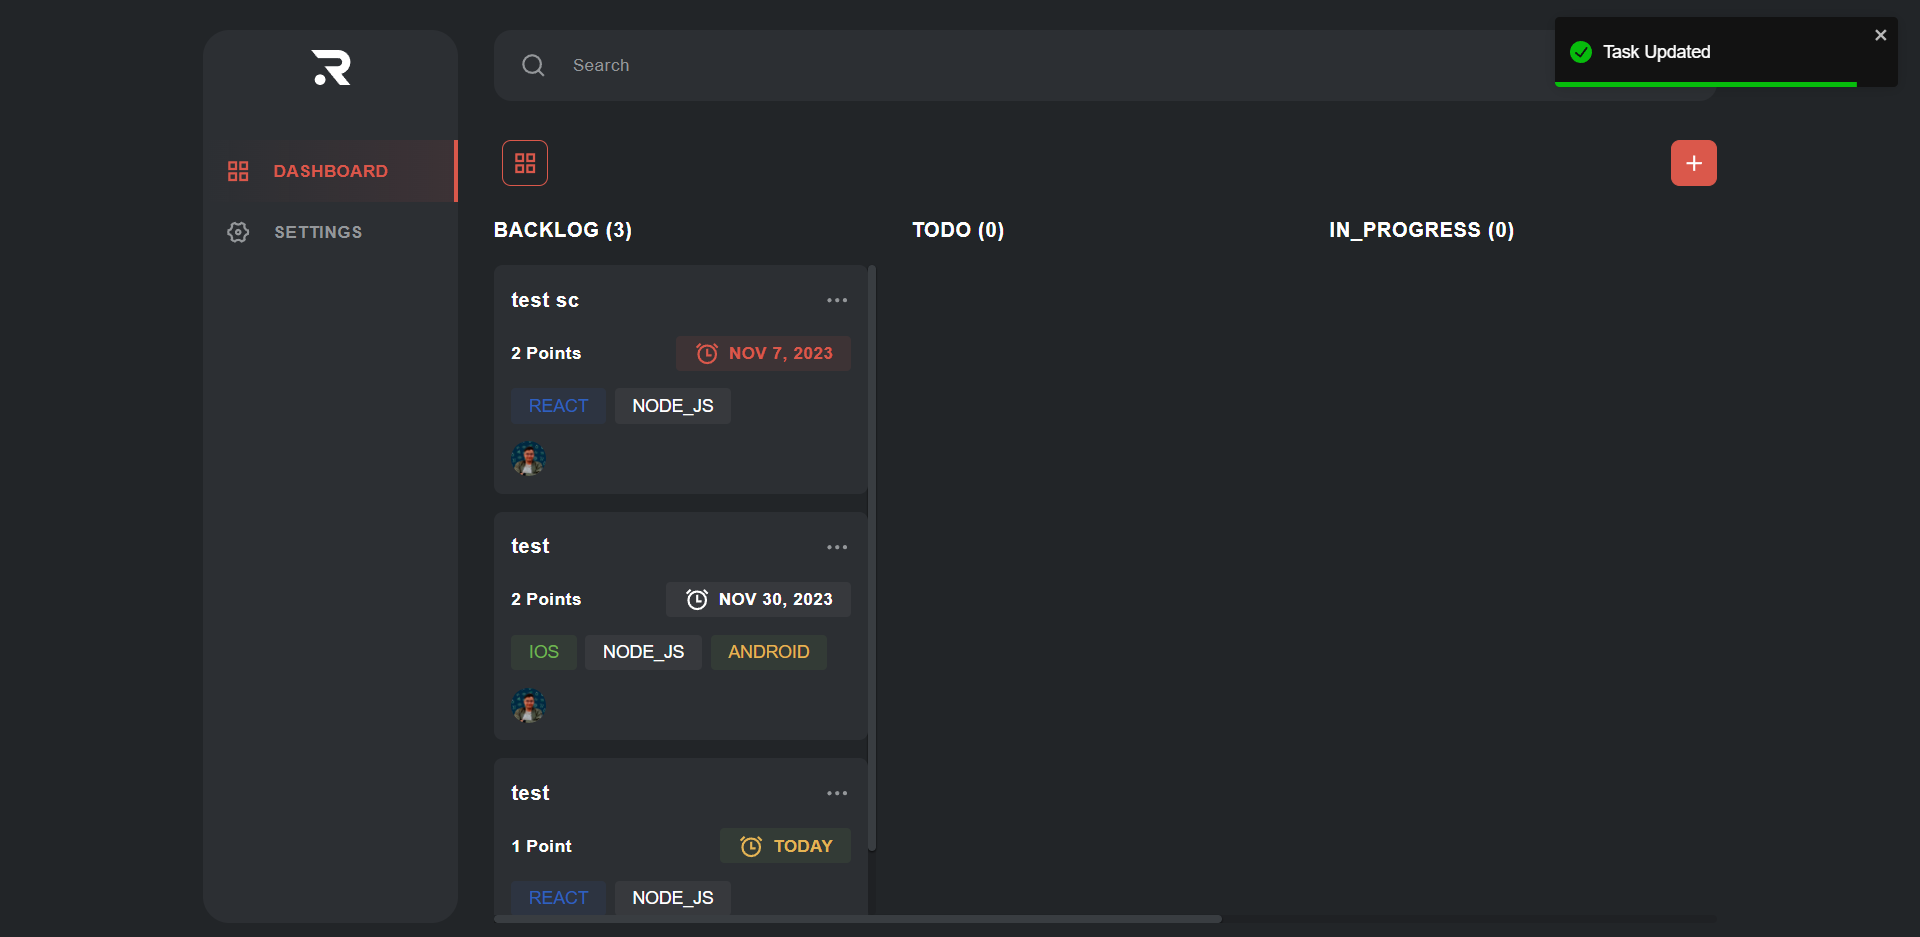 Search
Task Updated
DASHBOARD
SETTINGS
BACKLOG (3)
test sc
2 Points
NOV 7, 2023
REACT
NODE_JS
test
2 Points
NOV 30, 2023
IOS
NODE_JS
ANDROID
test
1 Point
TODAY
REACT
NODE_JS
TODO (0)
IN_PROGRESS (0)